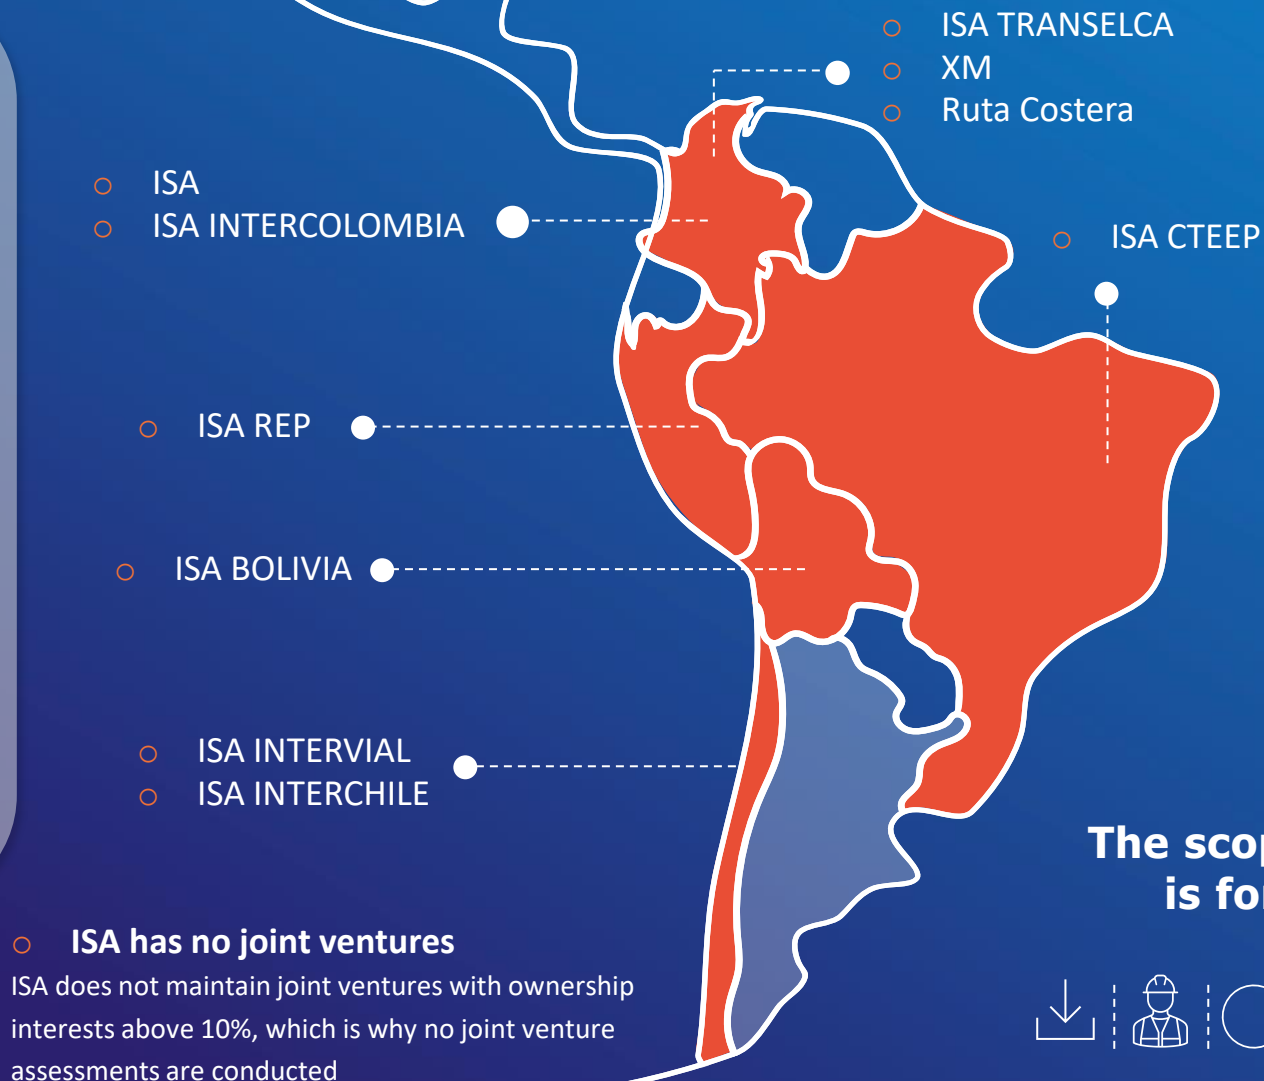 ISA TRANSELCA
XM
Ruta Costera
ISA
ISA INTERCOLOMBIA
ISA CTEEP
ISA REP
ISA BOLIVIA
ISA INTERVIAL
ISA INTERCHILE
The
is
ISA has no joint ventures
ISA does not maintain joint ventures with ownership
interests above 10%, which is why no joint venture
assessments are conducted